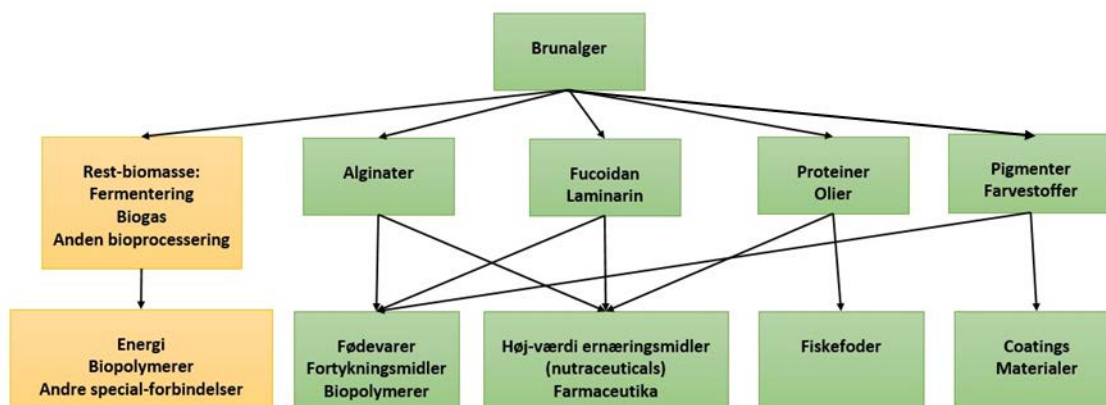 Brunalger
Rest-biomasse:
Fermentering
Biogas
Anden bioprocessering
Alginater
Fucoidan
Laminarin
Proteiner
Olier
Pigmenter
Farvestoffer
Energi
Biopolymerer
Andre special-forbindelser
Fødevarer
Fortykningsmidler
Biopolymerer
Høj-værdi ernæringsmidler
(nutraceuticals)
Farmaceutika
Fiskefoder
Coatings
Materialer